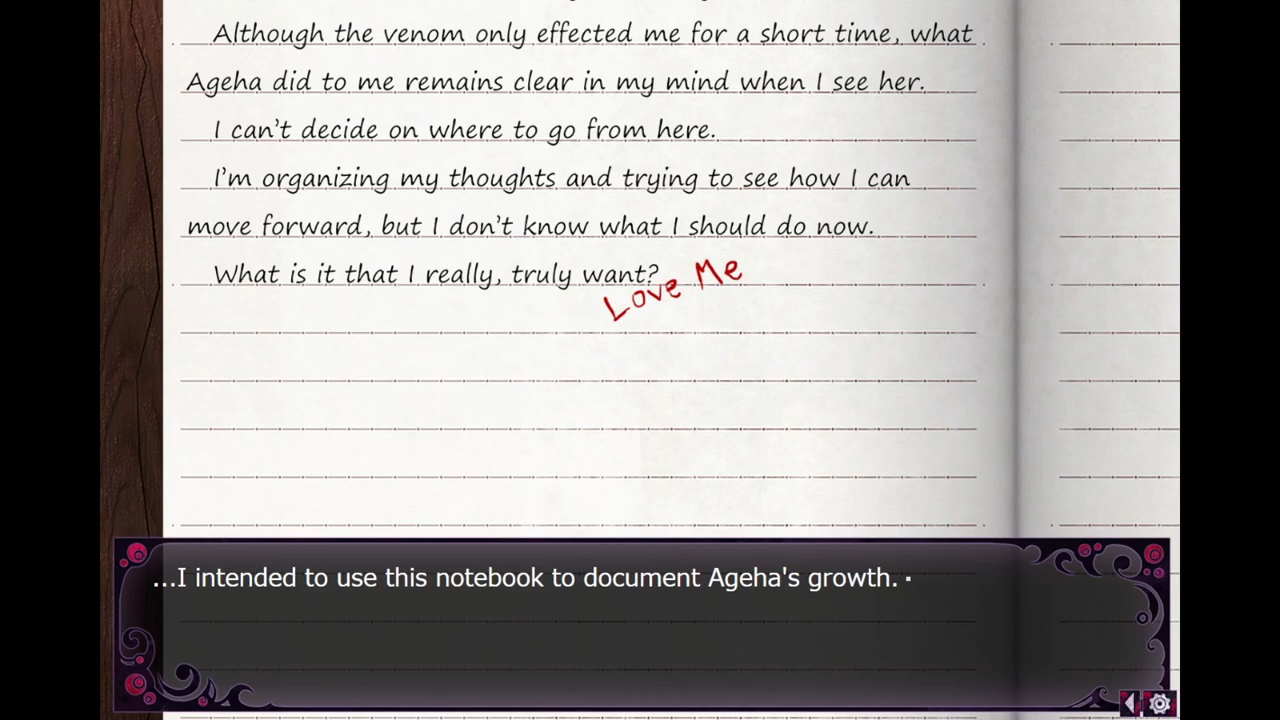 Although the venom only effected me for a short time, what
Ageha did to me remains clear in my mind when I see her.
I can't decide on where to go from here.
I'm organizing my thoughts and trying to see how I can
move forward, but I don't know what I should do now.
What is it that I really, truly want?
Love Me
...I intended to use this notebook to document Ageha's growth.